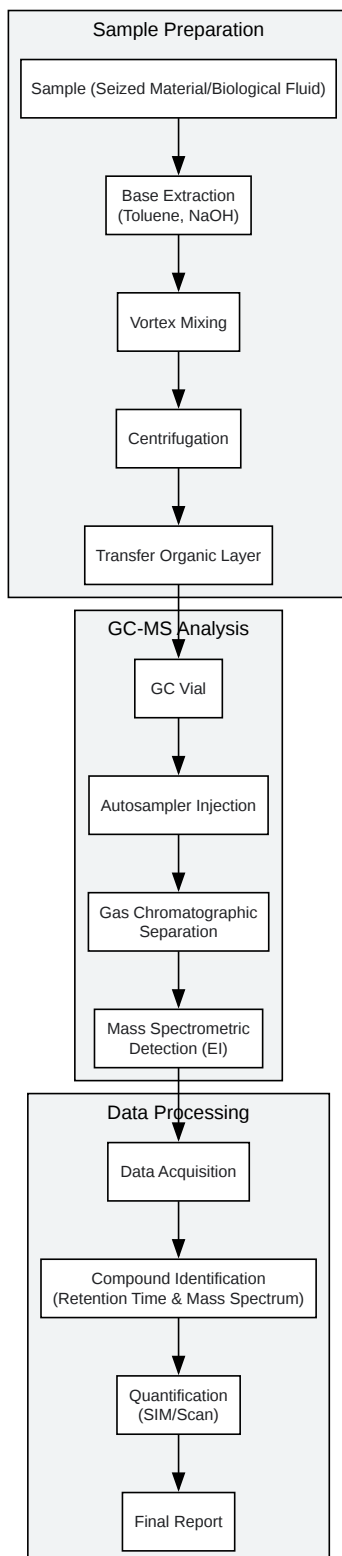 Sample Preparation
Sample (Seized Material/Biological Fluid)
Base Extraction
(Toluene, NaOH)
Vortex Mixing
Centrifugation
Transfer Organic Layer
GC-MS Analysis
GC Vial
Autosampler Injection
Gas Chromatographic
Separation
Mass Spectrometric
Detection (EI)
Data Processing
Data Acquisition
Compound Identification
(Retention Time & Mass Spectrum)
Quantification
(SIM/Scan)
Final Report